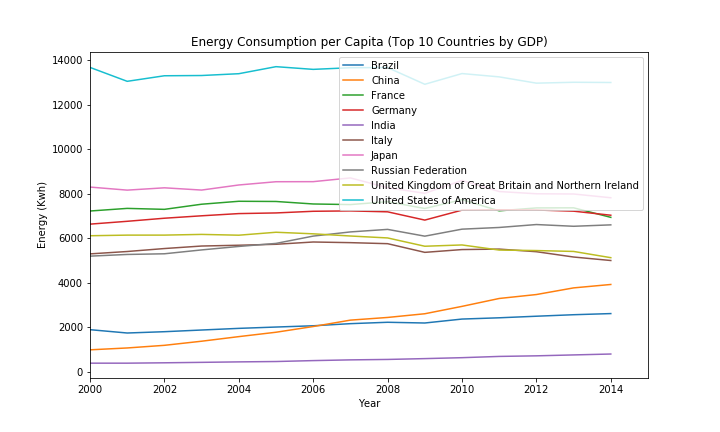 Energy Consumption per Capita (Top 10 Countries by GDP)
14000
12000
10000
8000
6000
4000
2000
0
Energy (Kwh)
Brazil
China
France
Germany
India
Italy
Japan
Russian Federation
United Kingdom of Great Britain and Northern Ireland
United States of America
2000 2002 2004 2006 2008 2010 2012 2014
Year